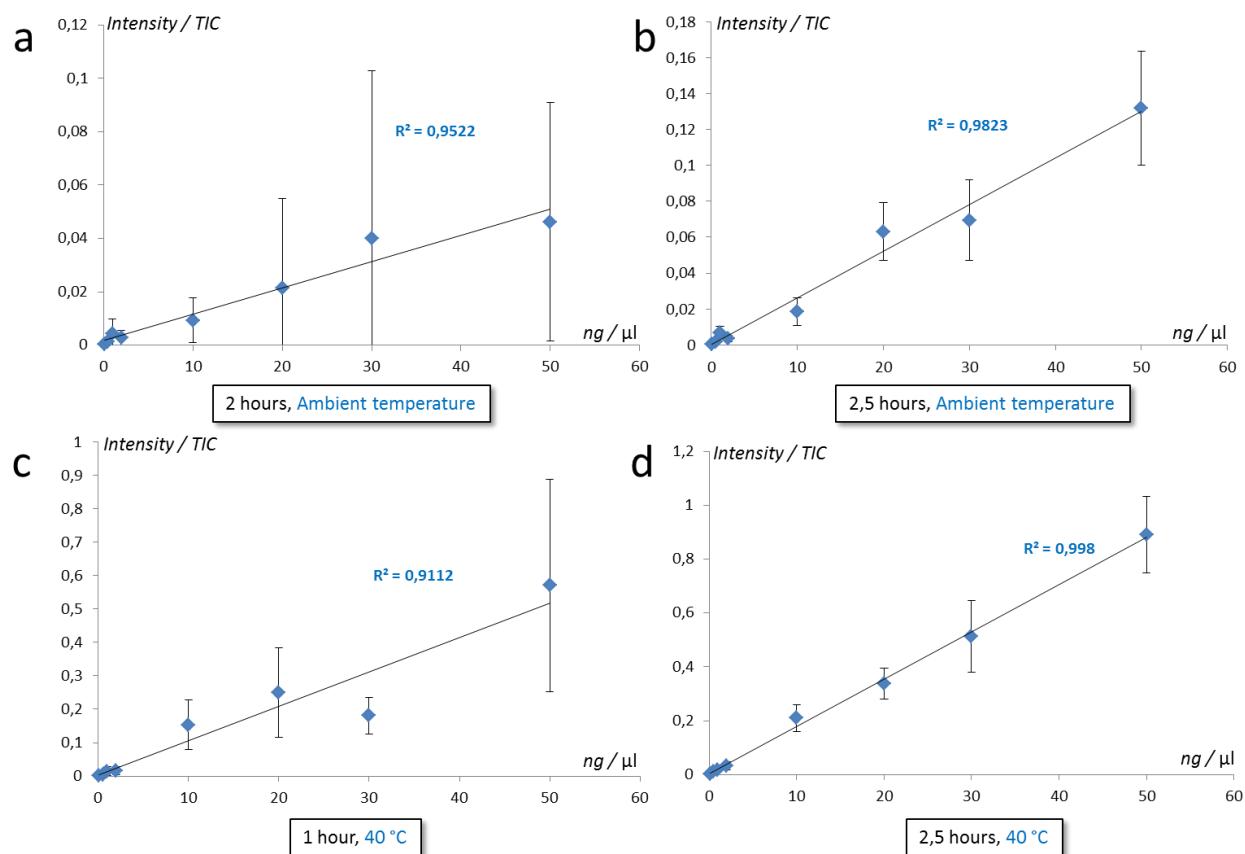 a
Intensity / TIC
0,12
0,1
0,08
0,06
0,04
0,02
0
R² = 0,9522
ng / µl
0 10 20 30 40 50 60
2 hours, Ambient temperature
b
Intensity / TIC
0,18
0,16
0,14
0,12
0,1
0,08
0,06
0,04
0,02
0
R² = 0,9823
ng / µl
0 10 20 30 40 50 60
2,5 hours, Ambient temperature
c
Intensity / TIC
1
0,9
0,8
0,7
0,6
0,5
0,4
0,3
0,2
0,1
0
R² = 0,9112
ng / µl
0 10 20 30 40 50 60
1 hour, 40 °C
d
Intensity / TIC
1,2
1
0,8
0,6
0,4
0,2
0
R² = 0,998
ng / µl
0 10 20 30 40 50 60
2,5 hours, 40 °C